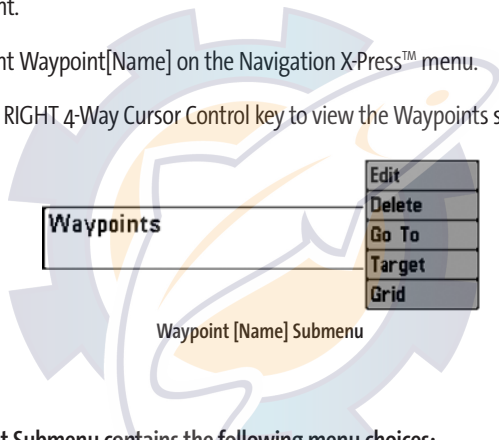 nt.
nt Waypoint[Name] on the Navigation X-Press™ menu.
RIGHT 4-Way Cursor Control key to view the Waypoints s
Waypoints
Edit
Delete
Go To
Target
Grid
Waypoint [Name] Submenu
t Submenu contains the following menu choices: